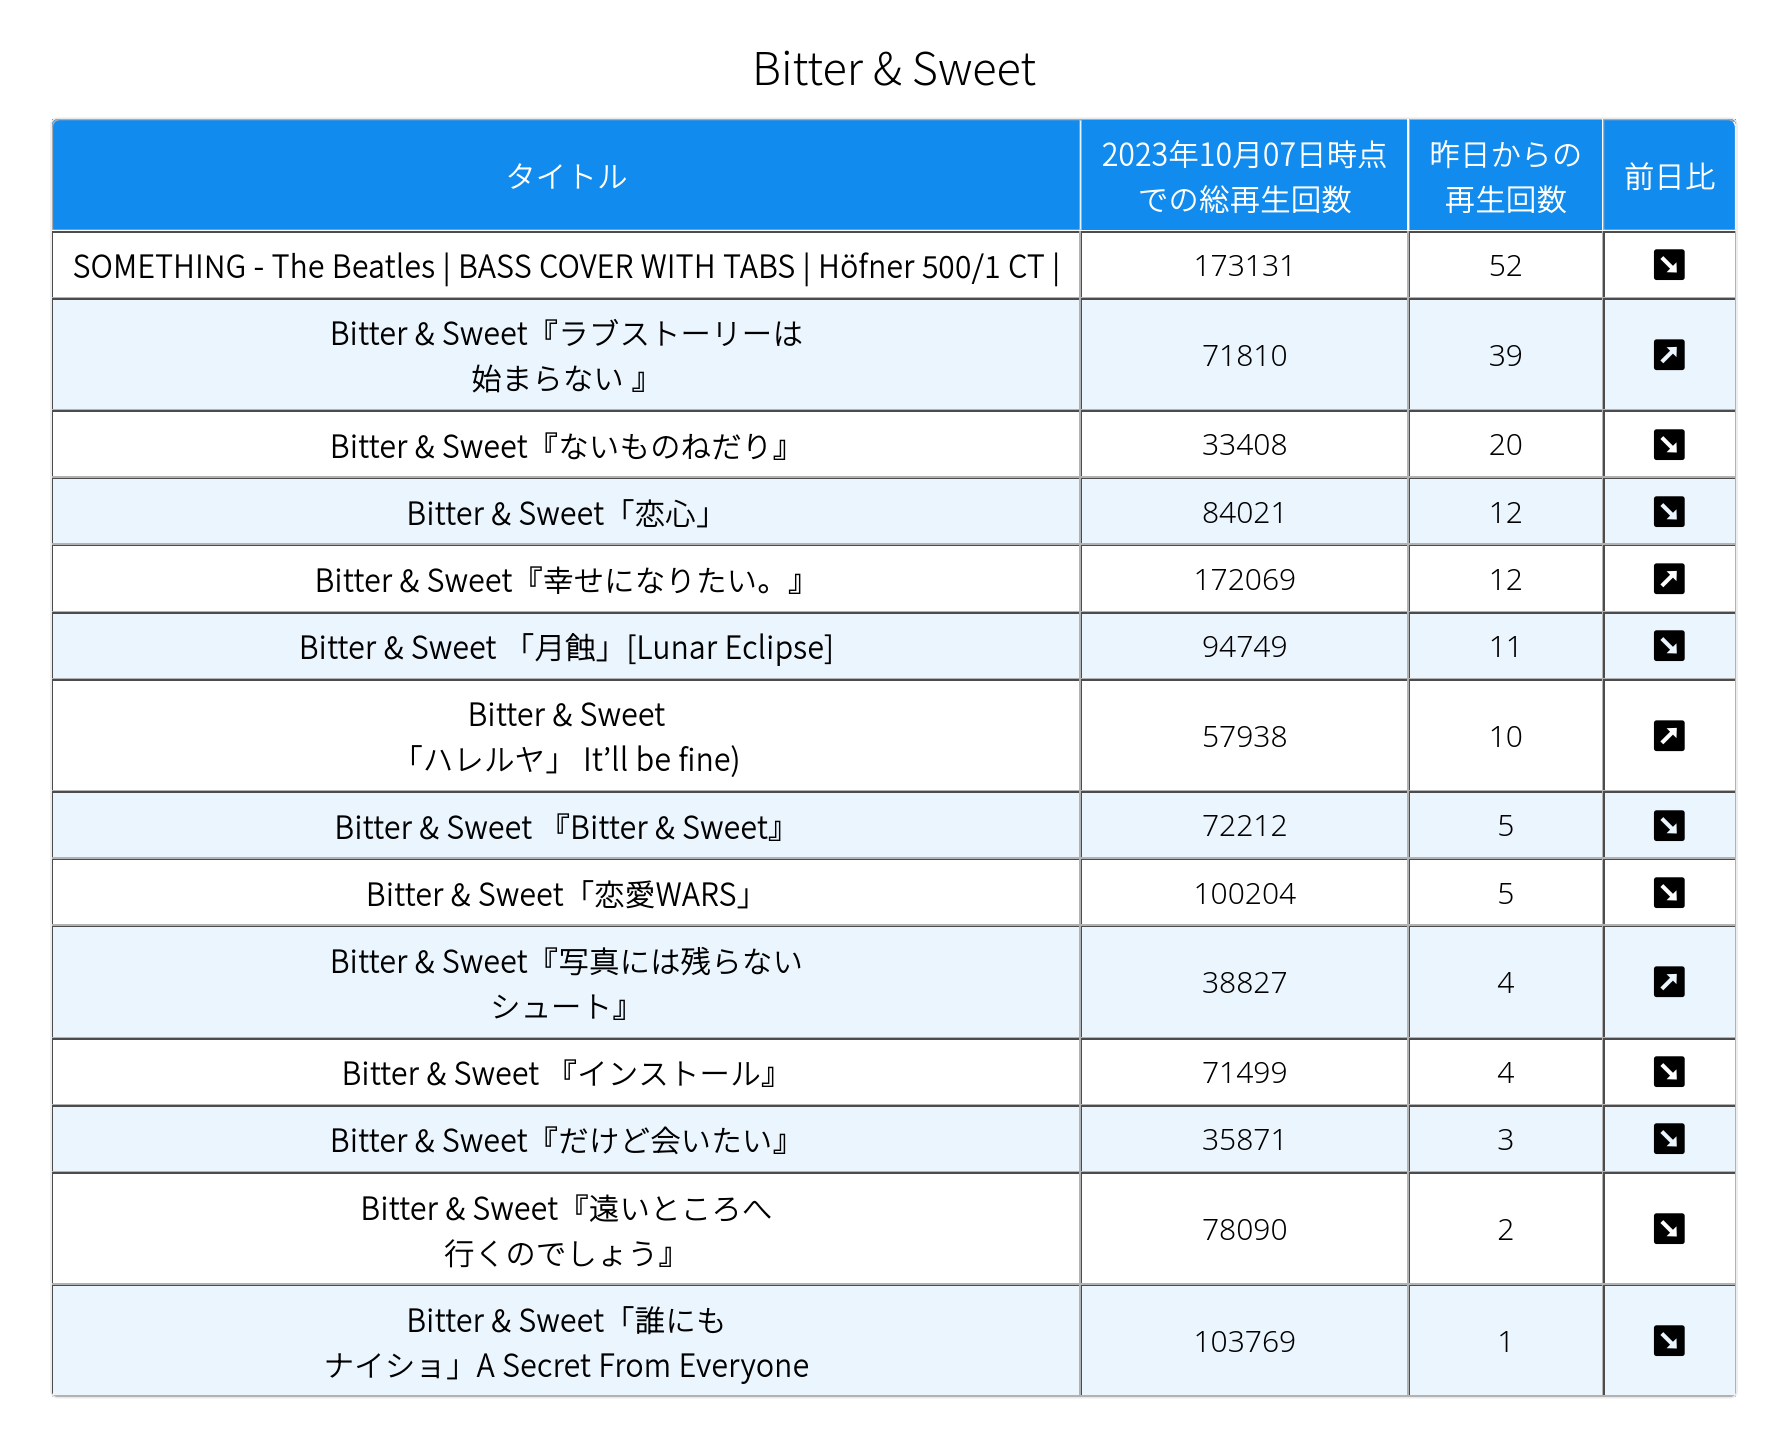 Bitter & Sweet
タイトル
2023年10月07日時点
での総再生回数
昨日からの
再生回数
前日比
SOMETHING - The Beatles | BASS COVER WITH TABS | Höfner 500/1 CT |
173131
52
↘
Bitter & Sweet『ラブストーリーは
始まらない 』
71810
39
↗
Bitter & Sweet『ないものねだり』
33408
20
↘
Bitter & Sweet「恋心」
84021
12
↘
Bitter & Sweet『幸せになりたい。』
172069
12
↗
Bitter & Sweet 「月蝕」[Lunar Eclipse]
94749
11
↘
Bitter & Sweet
「ハレルヤ」 It’ll be fine)
57938
10
↗
Bitter & Sweet 『Bitter & Sweet』
72212
5
↘
Bitter & Sweet「恋愛WARS」
100204
5
↘
Bitter & Sweet『写真には残らない
シュート』
38827
4
↗
Bitter & Sweet 『インストール』
71499
4
↘
Bitter & Sweet『だけど会いたい』
35871
3
↘
Bitter & Sweet『遠いところへ
行くのでしょう』
78090
2
↘
Bitter & Sweet「誰にも
ナイショ」A Secret From Everyone
103769
1
↘